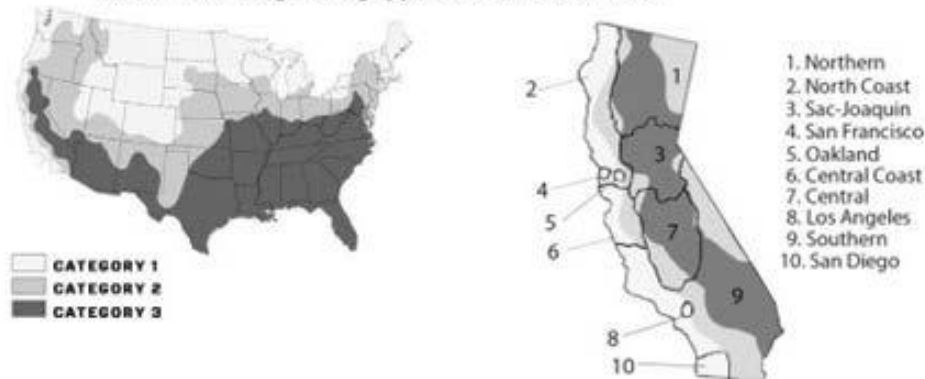 CATEGORY 1
CATEGORY 2
CATEGORY 3
2
1
3
4
5
7
6
9
8
10
1. Northern
2. North Coast
3. Sac-Joaquin
4. San Francisco
5. Oakland
6. Central Coast
7. Central
8. Los Angeles
9. Southern
10. San Diego